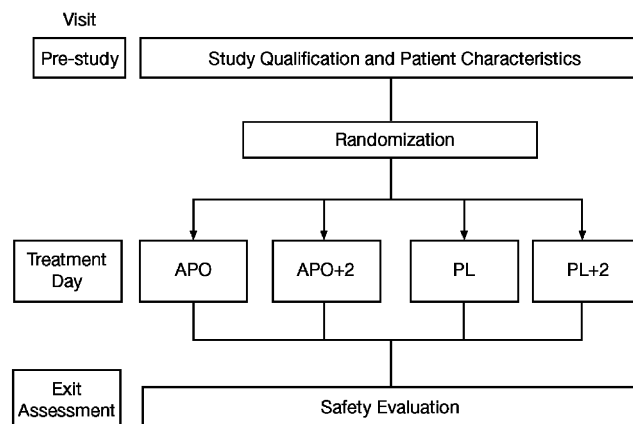 Visit
Pre-study
Study Qualification and Patient Characteristics
Randomization
Treatment
Day
APO
APO+2
PL
PL+2
Exit
Assessment
Safety Evaluation